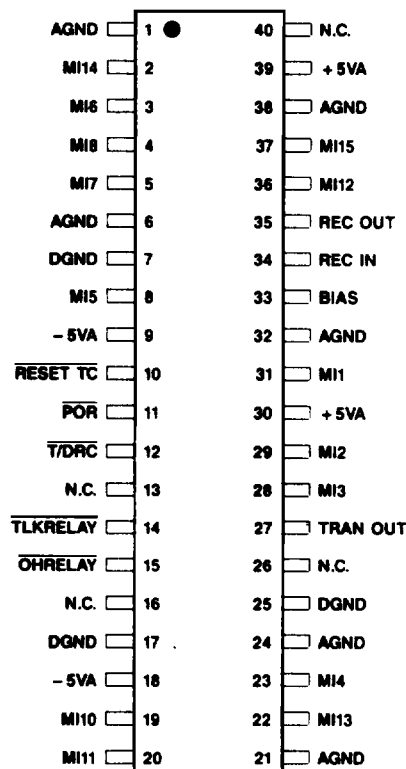 AGND 1 40 N.C.
MI14 2 39 +5VA
MI6 3 38 AGND
MI8 4 37 MI15
MI7 5 36 MI12
AGND 6 35 REC OUT
DGND 7 34 REC IN
MI5 8 33 BIAS
-5VA 9 32 AGND
RESET TC 10 31 MI1
POR 11 30 +5VA
T/DRC 12 29 MI2
N.C. 13 28 MI3
TLKRELAY 14 27 TRAN OUT
OHRELAY 15 26 N.C.
N.C. 16 25 DGND
DGND 17 24 AGND
-5VA 18 23 MI4
MI10 19 22 MI13
MI11 20 21 AGND